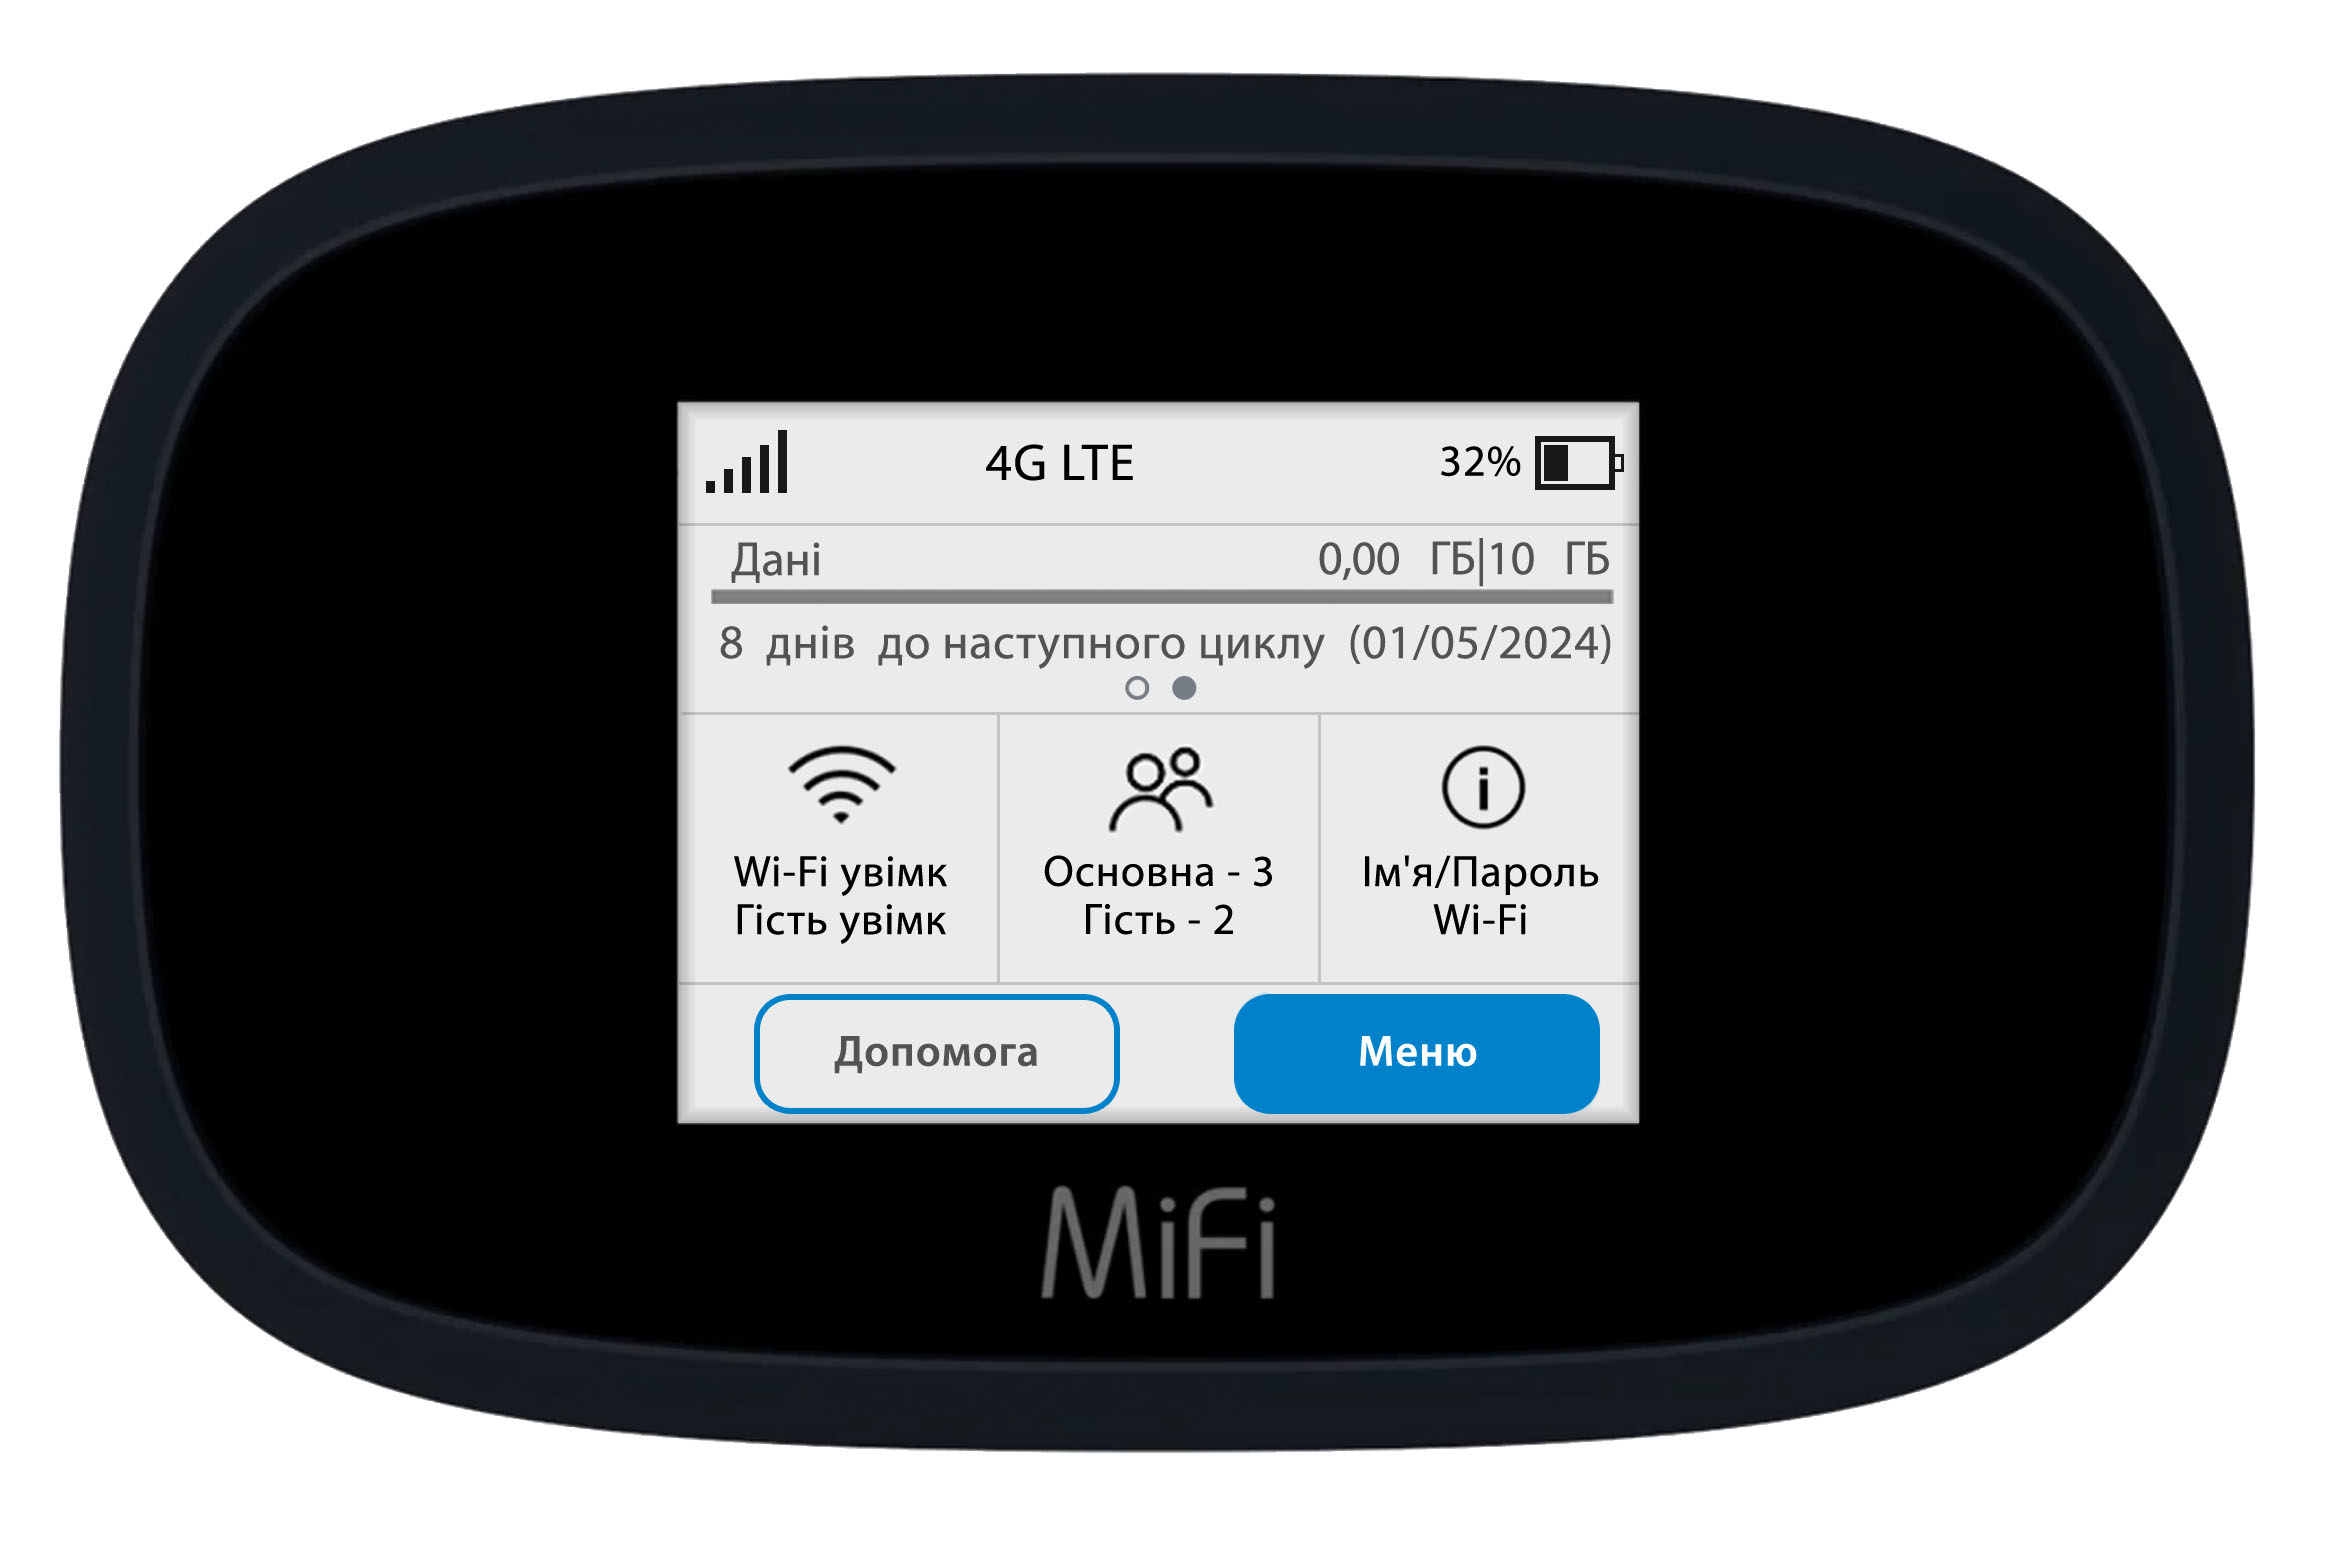 4G LTE 32%
Дані 0,00 ГБ|10 ГБ
8 днів до наступного циклу (01/05/2024)
Wi-Fi увімк
Гість увімк
Основна - 3
Гість - 2
Ім'я/Пароль
Wi-Fi
Допомога Меню
MiFi